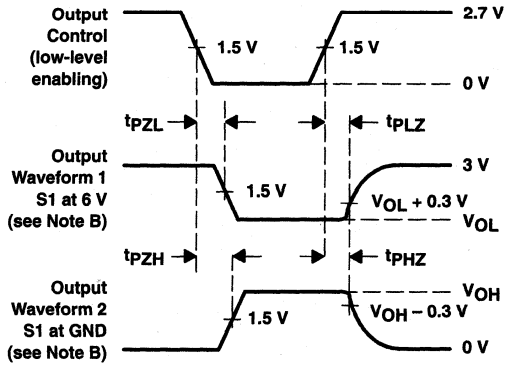 Output
Control
(low-level
enabling)
2.7 V
1.5 V
1.5 V
0 V
tPZL
tPLZ
Output
Waveform 1
S1 at 6 V
(see Note B)
3 V
1.5 V
VOL + 0.3 V
VOL
tPZH
tPHZ
Output
Waveform 2
S1 at GND
(see Note B)
VOH
1.5 V
VOH − 0.3 V
0 V